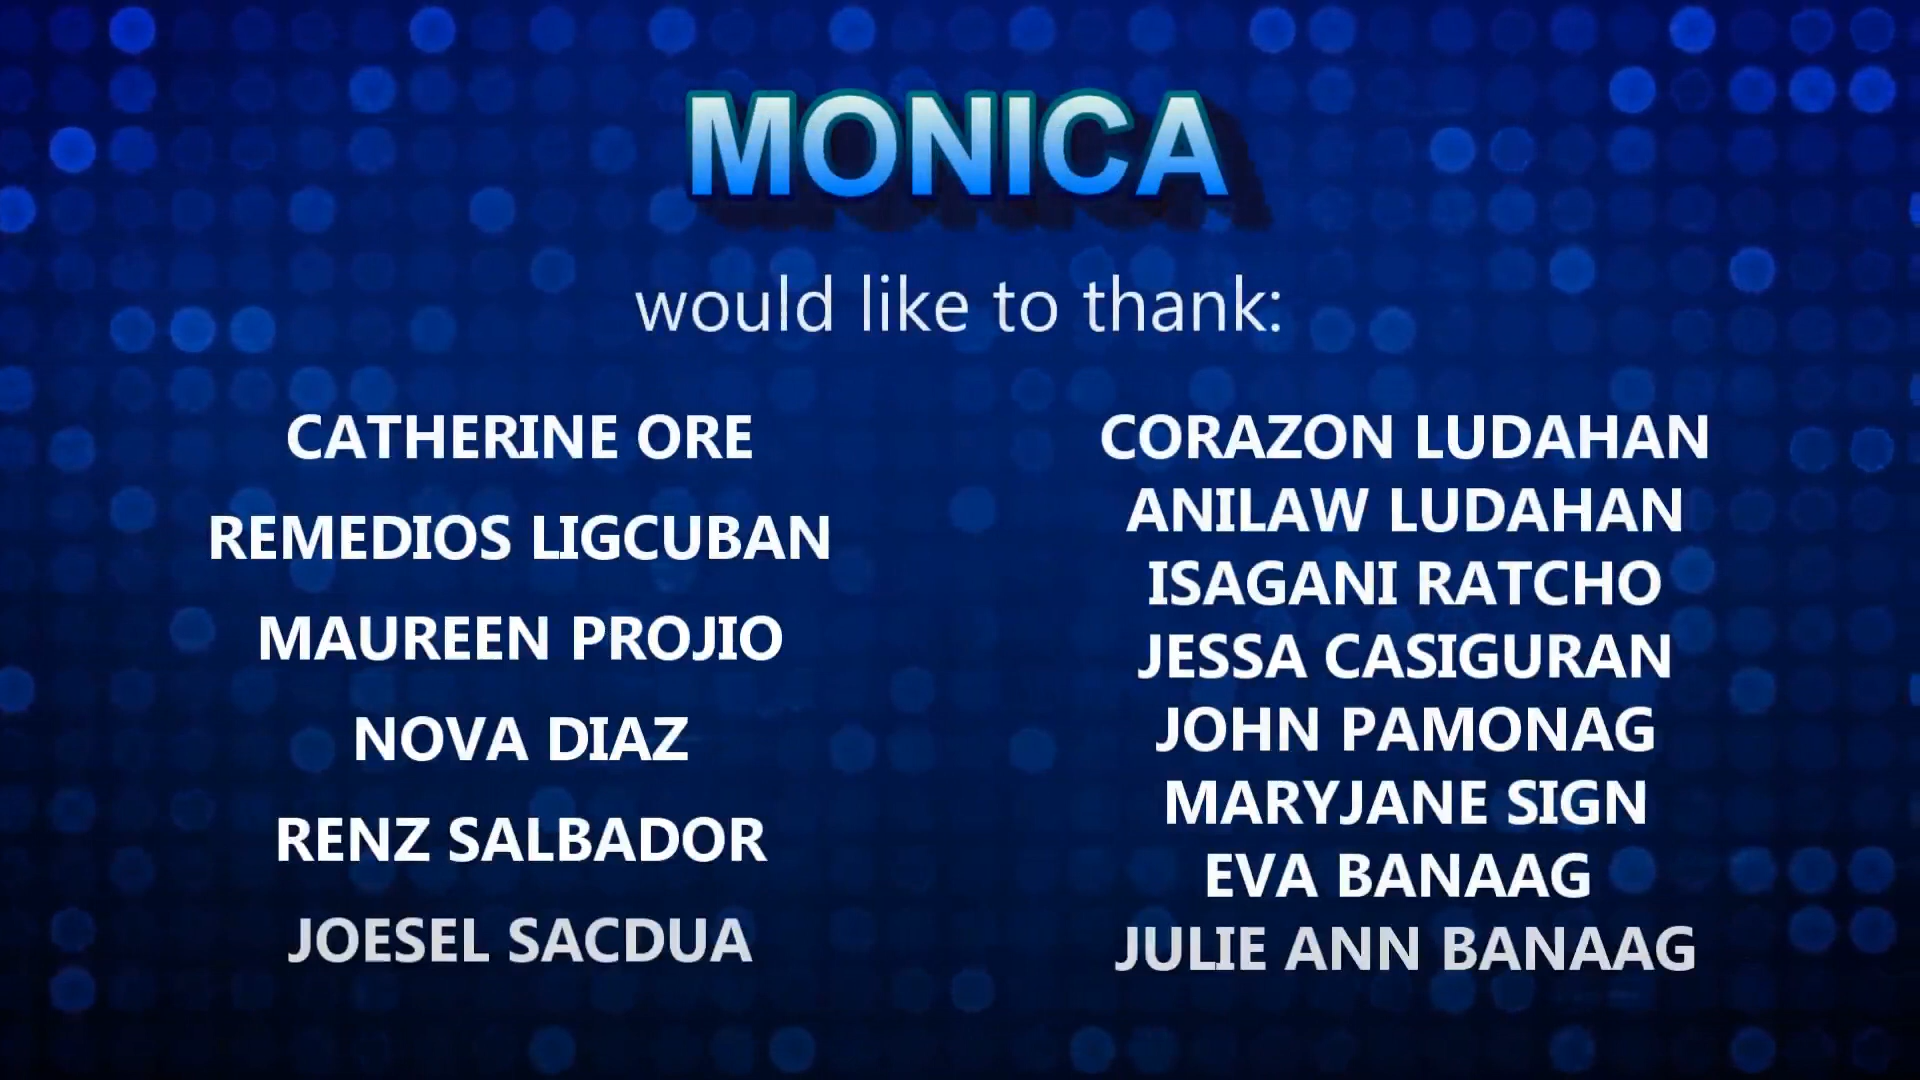 MONICA
would like to thank:
CATHERINE ORE
REMEDIOS LIGCUBAN
MAUREEN PROJIO
NOVA DIAZ
RENZ SALBADOR
JOESEL SACDUA
CORAZON LUDAHAN
ANILAW LUDAHAN
ISAGANI RATCHO
JESSA CASIGURAN
JOHN PAMONAG
MARYJANE SIGN
EVA BANAAG
JULIE ANN BANAAG